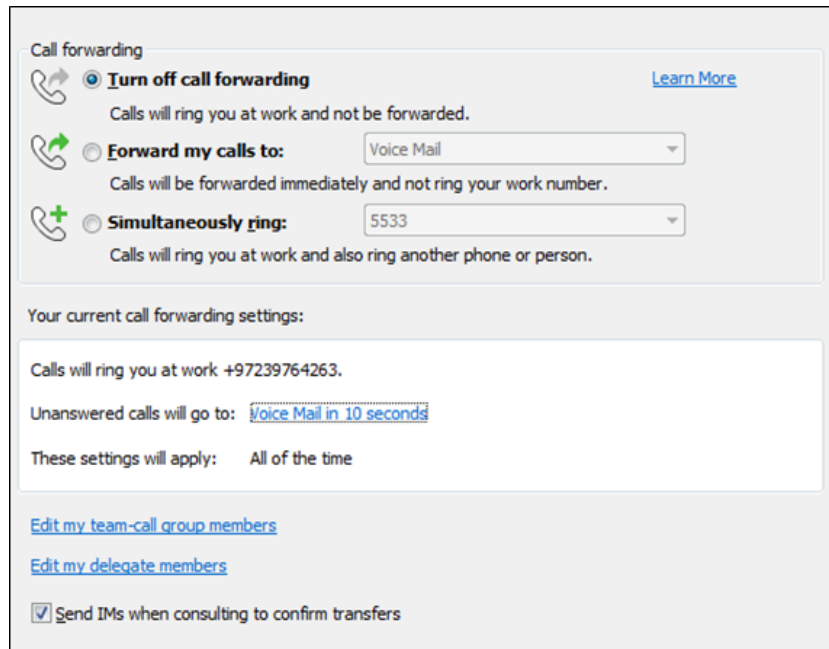 Call forwarding
Turn off call forwarding Learn More
Calls will ring you at work and not be forwarded.
Forward my calls to: Voice Mail
Calls will be forwarded immediately and not ring your work number.
Simultaneously ring: 5533
Calls will ring you at work and also ring another phone or person.
Your current call forwarding settings:
Calls will ring you at work +97239764263.
Unanswered calls will go to: Voice Mail in 10 seconds
These settings will apply: All of the time
Edit my team-call group members
Edit my delegate members
Send IMs when consulting to confirm transfers